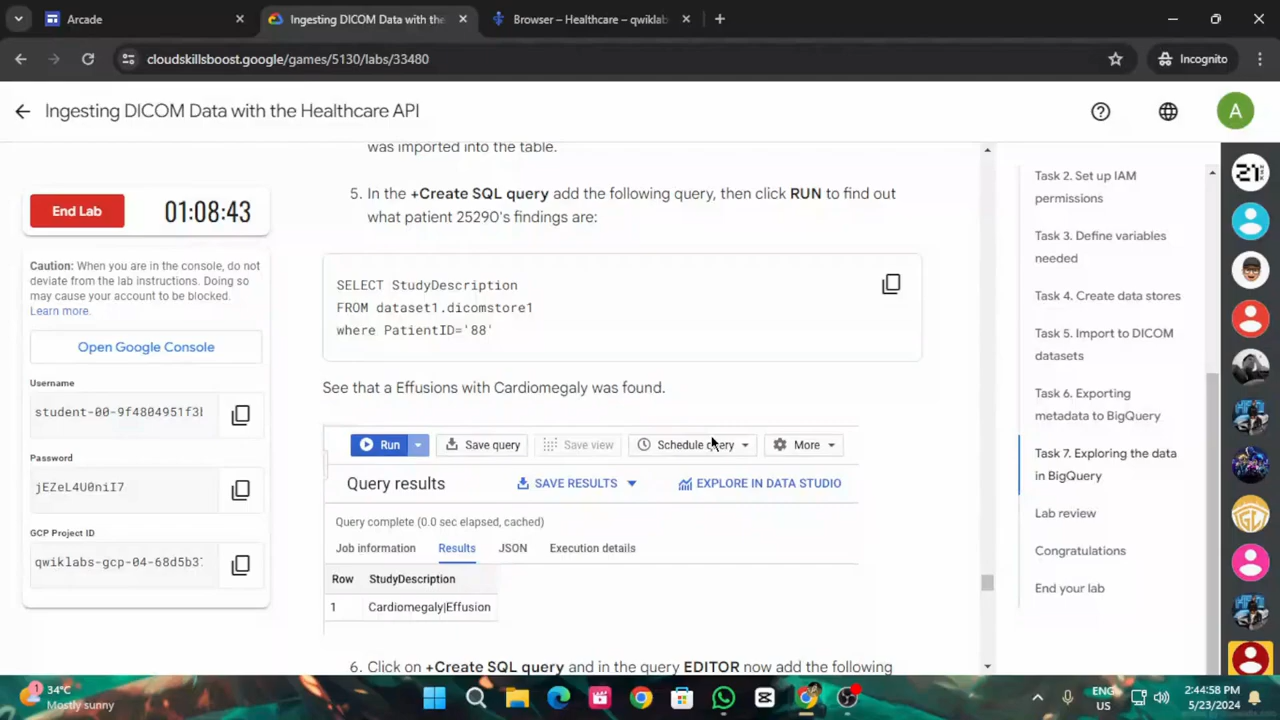 Arcade
Ingesting DICOM Data with the
Browser – Healthcare – qwiklab
cloudskillsboost.google/games/5130/labs/33480
Incognito
Ingesting DICOM Data with the Healthcare API
A
End Lab
01:08:43
Caution: When you are in the console, do not
deviate from the lab instructions. Doing so
may cause your account to be blocked.
Learn more.
Open Google Console
Username
student-00-9f4804951f3
Password
jEZeL4U0niI7
GCP Project ID
qwiklabs-gcp-04-68d5b3
was imported into the table.
5. In the +Create SQL query add the following query, then click RUN to find out
what patient 25290's findings are:
SELECT StudyDescription
FROM dataset1.dicomstore1
where PatientID='88'
See that a Effusions with Cardiomegaly was found.
Run
Save query
Save view
Schedule query
More
Query results
SAVE RESULTS
EXPLORE IN DATA STUDIO
Query complete (0.0 sec elapsed, cached)
Job information
Results
JSON
Execution details
Row
StudyDescription
1
Cardiomegaly|Effusion
6. Click on +Create SQL query and in the query EDITOR now add the following
Task 2. Set up IAM
permissions
Task 3. Define variables
needed
Task 4. Create data stores
Task 5. Import to DICOM
datasets
Task 6. Exporting
metadata to BigQuery
Task 7. Exploring the data
in BigQuery
Lab review
Congratulations
End your lab
21
1
34°C
Mostly sunny
ENG
US
2:44:58 PM
5/23/2024